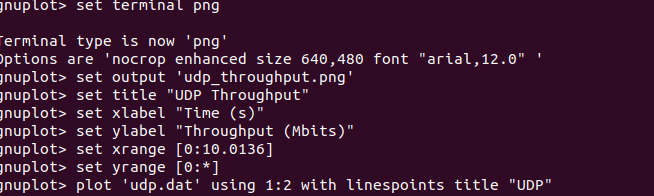 gnuplot> set terminal png
Terminal type is now 'png'
Options are 'nocrop enhanced size 640,480 font "arial,12.0" '
gnuplot> set output 'udp_throughput.png'
gnuplot> set title "UDP Throughput"
gnuplot> set xlabel "Time (s)"
gnuplot> set ylabel "Throughput (Mbits)"
gnuplot> set xrange [0:10.0136]
gnuplot> set yrange [0:*]
gnuplot> plot 'udp.dat' using 1:2 with linespoints title "UDP"